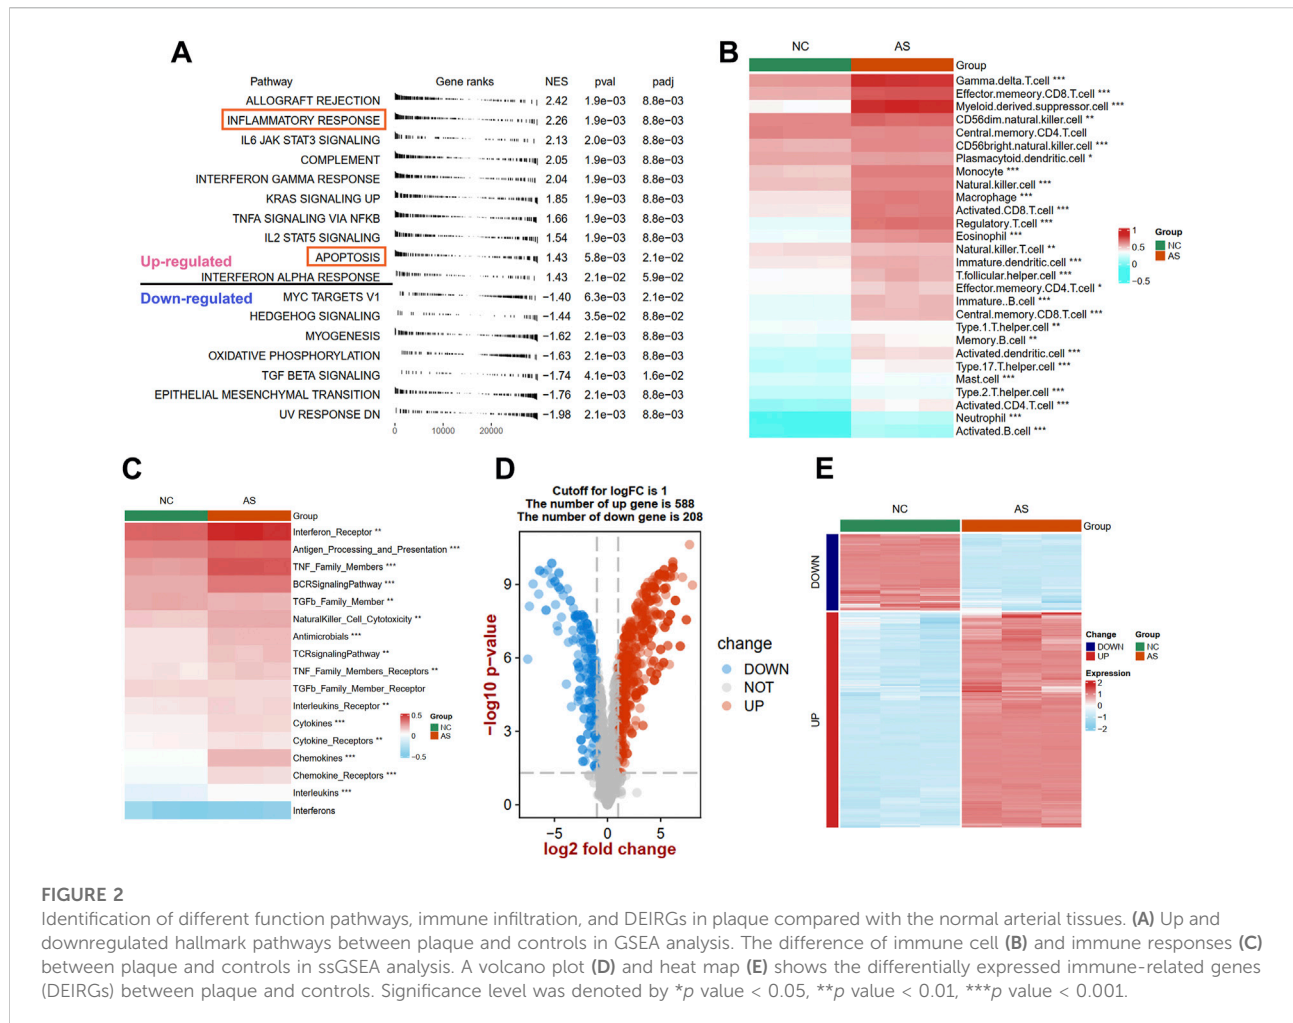 A
Pathway Gene ranks NES pval padj
ALLOGRAFT REJECTION 2.42 1.9e−03 8.8e−03
INFLAMMATORY RESPONSE 2.26 1.9e−03 8.8e−03
IL6 JAK STAT3 SIGNALING 2.13 2.0e−03 8.8e−03
COMPLEMENT 2.05 1.9e−03 8.8e−03
INTERFERON GAMMA RESPONSE 2.04 1.9e−03 8.8e−03
KRAS SIGNALING UP 1.85 1.9e−03 8.8e−03
TNFA SIGNALING VIA NFKB 1.66 1.9e−03 8.8e−03
IL2 STAT5 SIGNALING 1.54 1.9e−03 8.8e−03
APOPTOSIS 1.43 5.8e−03 2.1e−02
Up-regulated
INTERFERON ALPHA RESPONSE 1.43 2.1e−02 5.9e−02
Down-regulated
MYC TARGETS V1 −1.40 6.3e−03 2.1e−02
HEDGEHOG SIGNALING −1.44 3.5e−02 8.8e−02
MYOGENESIS −1.62 2.1e−03 8.8e−03
OXIDATIVE PHOSPHORYLATION −1.63 2.1e−03 8.8e−03
TGF BETA SIGNALING −1.74 4.1e−03 1.6e−02
EPITHELIAL MESENCHYMAL TRANSITION −1.76 2.1e−03 8.8e−03
UV RESPONSE DN −1.98 2.1e−03 8.8e−03
0 10000 20000
B
NC AS
Group
Gamma.delta.T.cell ***
Effector.memeory.CD8.T.cell ***
Myeloid.derived.suppressor.cell ***
CD56dim.natural.killer.cell **
Central.memory.CD4.T.cell
CD56bright.natural.killer.cell ***
Plasmacytoid.dendritic.cell *
Monocyte ***
Natural.killer.cell ***
Macrophage ***
Activated.CD8.T.cell ***
Regulatory.T.cell ***
Eosinophil ***
Natural.killer.T.cell **
Immature.dendritic.cell ***
T.follicular.helper.cell ***
Effector.memeory.CD4.T.cell *
Immature..B.cell ***
Central.memory.CD8.T.cell ***
Type.1.T.helper.cell **
Memory.B.cell **
Activated.dendritic.cell ***
Type.17.T.helper.cell ***
Mast.cell ***
Type.2.T.helper.cell ***
Activated.CD4.T.cell ***
Neutrophil ***
Activated.B.cell ***
1
0.5
0
−0.5
Group
NC
AS
C
NC AS
Group
Interferon_Receptor **
Antigen_Processing_and_Presentation ***
TNF_Family_Members ***
BCRSignalingPathway ***
TGFb_Family_Member **
NaturalKiller_Cell_Cytotoxicity **
Antimicrobials ***
TCRsignalingPathway **
TNF_Family_Members_Receptors **
TGFb_Family_Member_Receptor
Interleukins_Receptor **
Cytokines ***
Cytokine_Receptors **
Chemokines ***
Chemokine_Receptors ***
Interleukins ***
Interferons
0.5
0
−0.5
Group
NC
AS
D
Cutoff for logFC is 1
The number of up gene is 588
The number of down gene is 208
−log10 p−value
9
6
3
0
−5 0 5
log2 fold change
change
DOWN
NOT
UP
E
NC AS
Group
DOWN
UP
Change
DOWN
UP
Group
NC
AS
Expression
2
1
0
−1
−2
FIGURE 2
Identification of different function pathways, immune infiltration, and DEIRGs in plaque compared with the normal arterial tissues. (A) Up and
downregulated hallmark pathways between plaque and controls in GSEA analysis. The difference of immune cell (B) and immune responses (C)
between plaque and controls in ssGSEA analysis. A volcano plot (D) and heat map (E) shows the differentially expressed immune-related genes
(DEIRGs) between plaque and controls. Significance level was denoted by *p value < 0.05, **p value < 0.01, ***p value < 0.001.